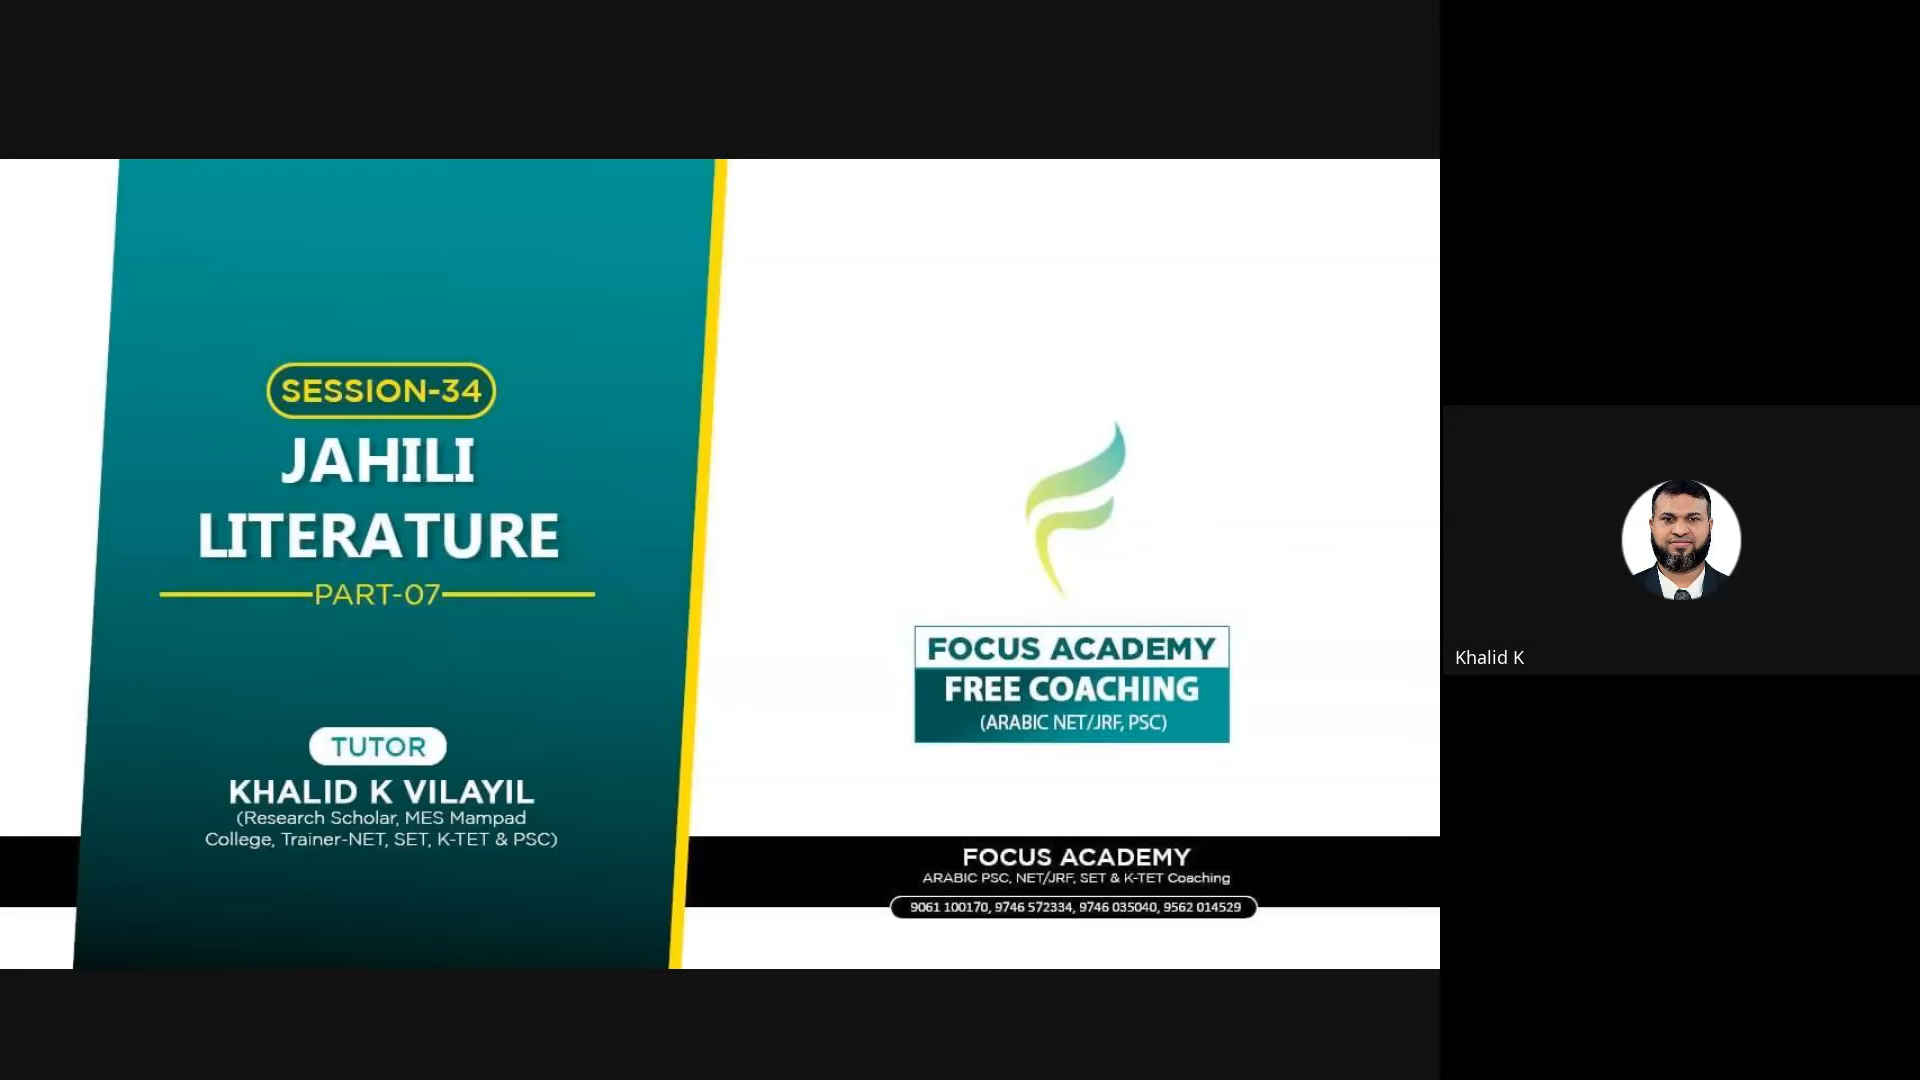 SESSION-34
JAHILI
LITERATURE
PART-07
TUTOR
KHALID K VILAYIL
(Research Scholar, MES Mampad
College, Trainer-NET, SET, K-TET & PSC)
FOCUS ACADEMY
FREE COACHING
(ARABIC NET/JRF, PSC)
FOCUS ACADEMY
ARABIC PSC, NET/JRF, SET & K-TET Coaching
9061 100170, 9746 572334, 9746 035040, 9562 014529
Khalid K